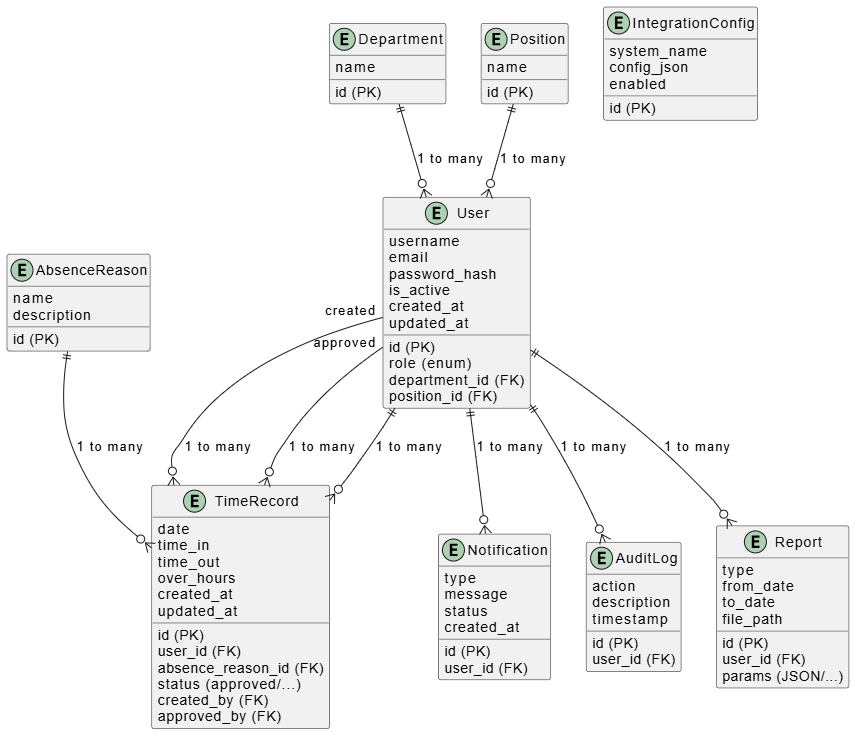 E Department
name
id (PK)
E Position
name
id (PK)
E IntegrationConfig
system_name
config_json
enabled
id (PK)
1 to many
1 to many
E User
username
email
password_hash
is_active
created_at
updated_at
id (PK)
role (enum)
department_id (FK)
position_id (FK)
E AbsenceReason
name
description
id (PK)
created
approved
1 to many
1 to many
1 to many
1 to many
1 to many
1 to many
1 to many
E TimeRecord
date
time_in
time_out
over_hours
created_at
updated_at
id (PK)
user_id (FK)
absence_reason_id (FK)
status (approved/...)
created_by (FK)
approved_by (FK)
E Notification
type
message
status
created_at
id (PK)
user_id (FK)
E AuditLog
action
description
timestamp
id (PK)
user_id (FK)
E Report
type
from_date
to_date
file_path
id (PK)
user_id (FK)
params (JSON/...)